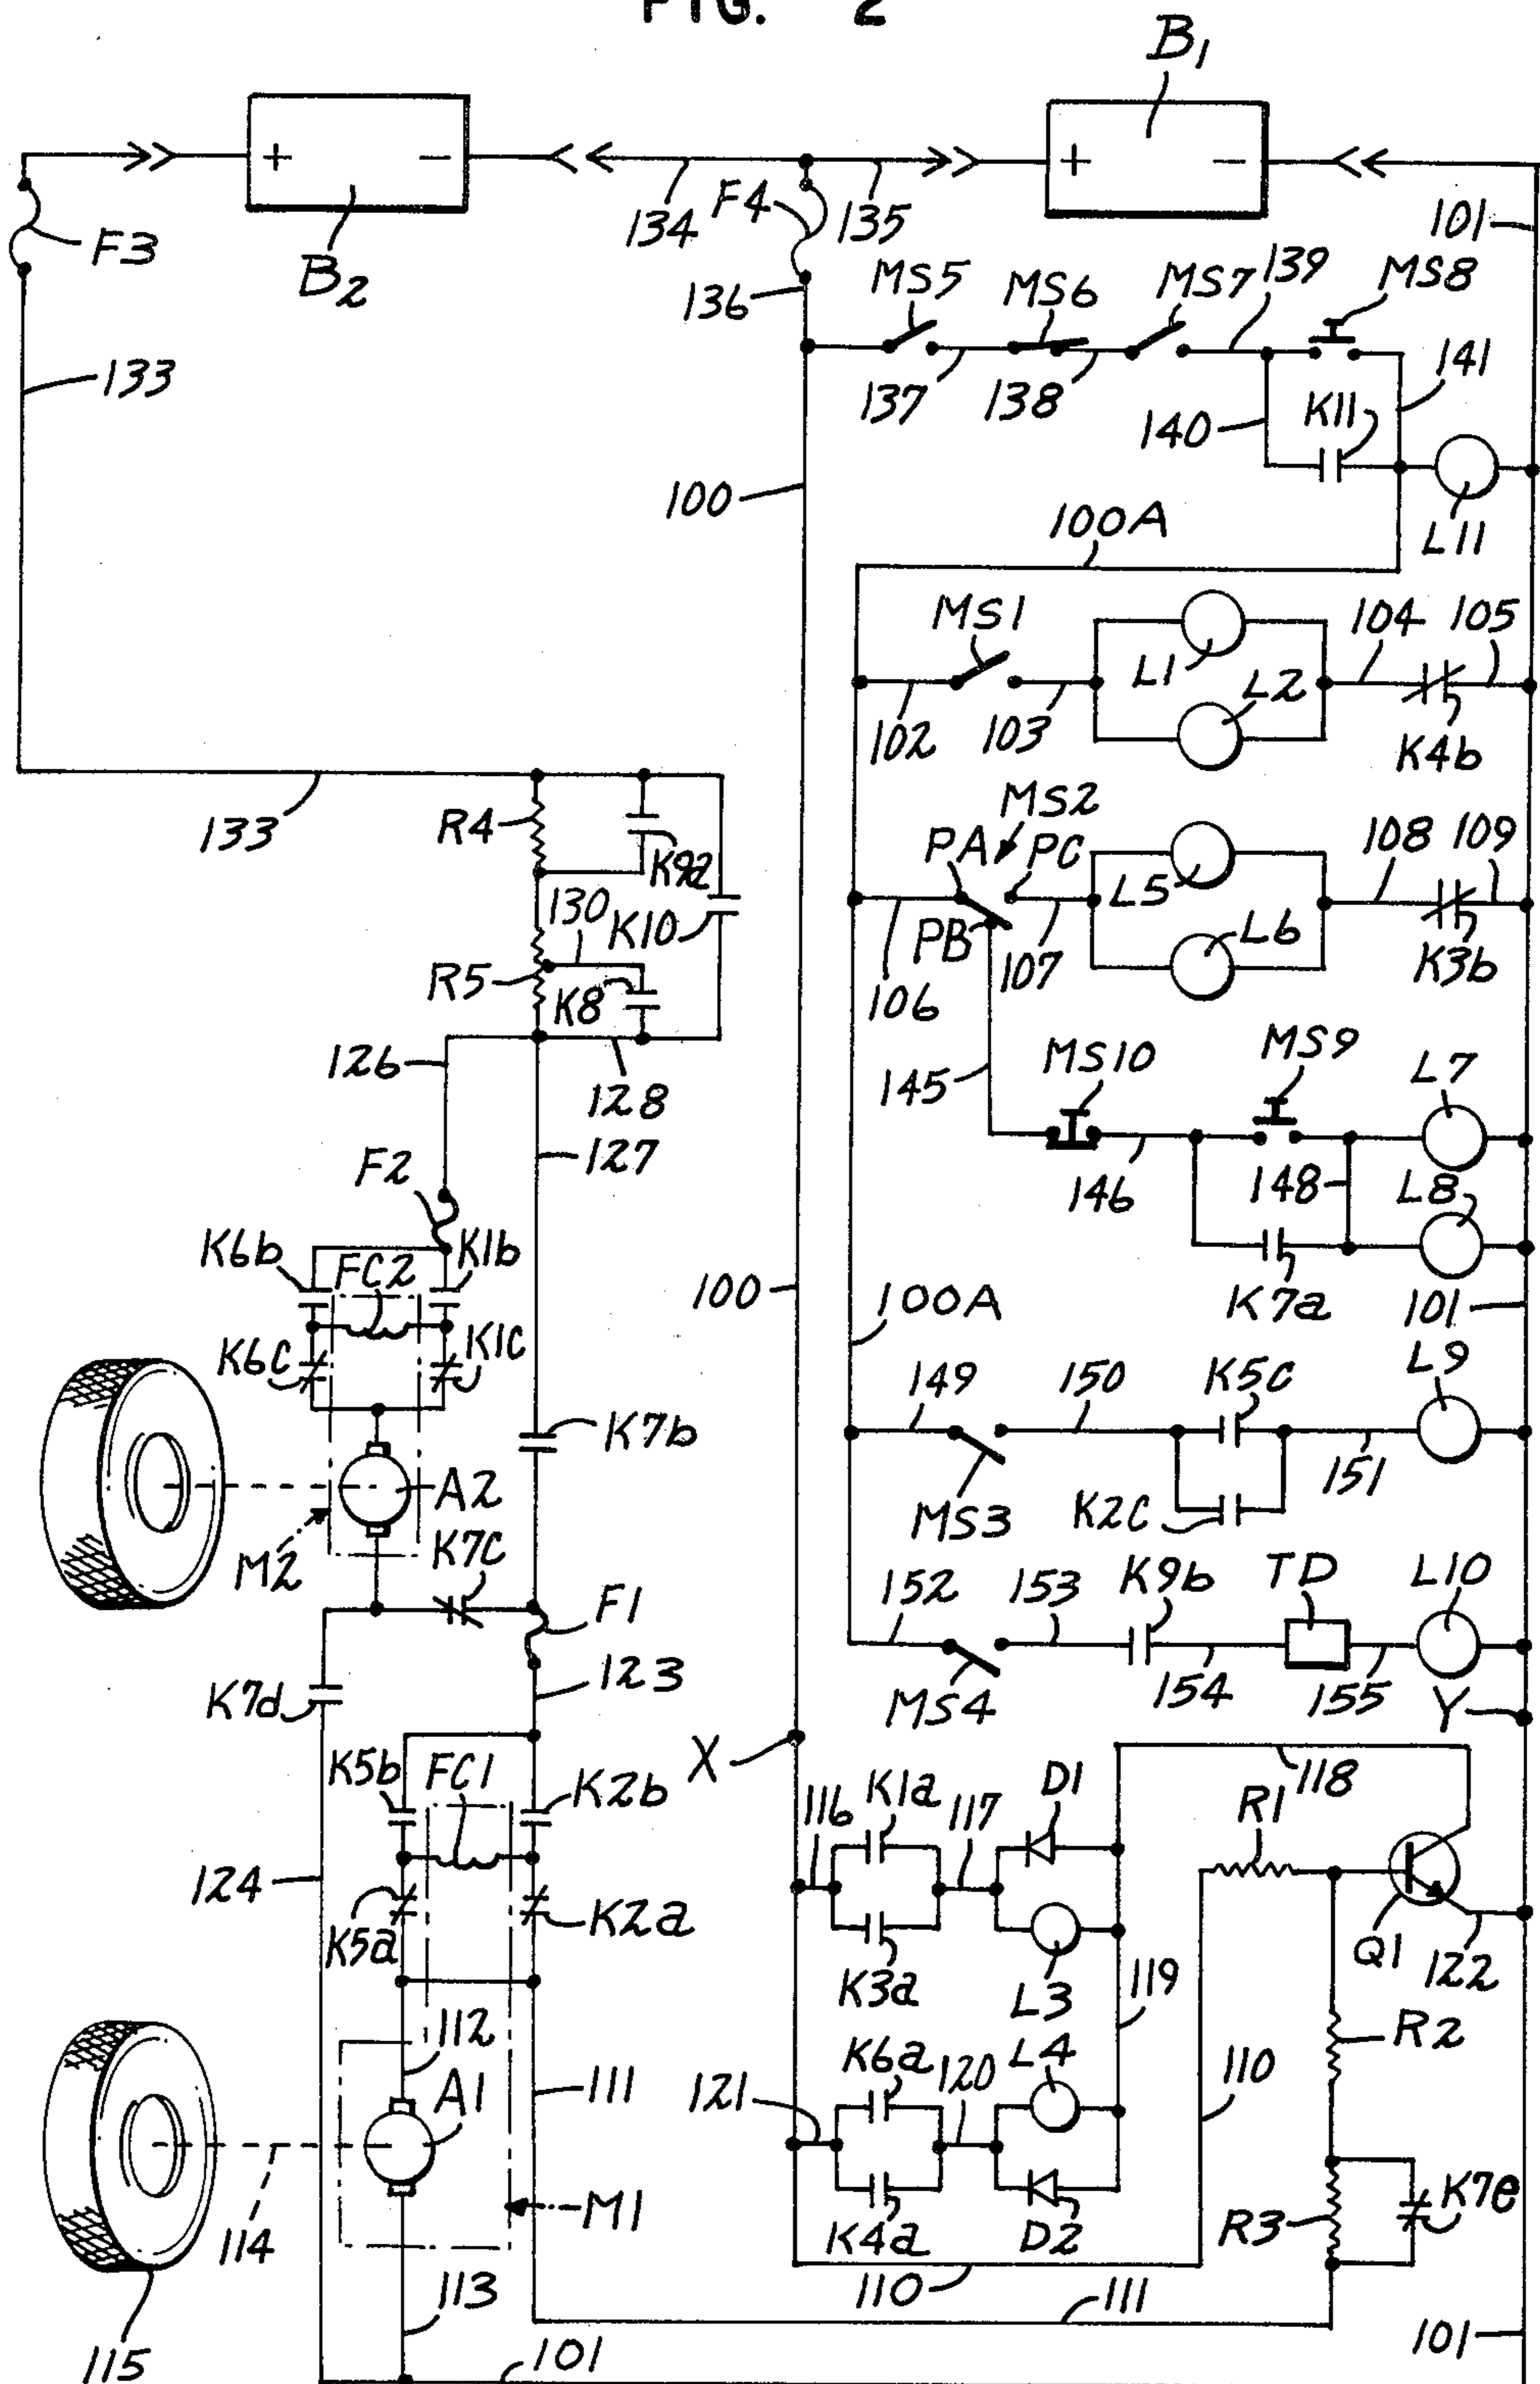 FIG. 2
B1
+ −
+ −
B2
F3
134
F4
135
101
136
MS5
MS6
MS7
139
MS8
133
137
138
141
140
K11
100
L11
100A
MS1
L1
L2
104
105
102
103
K4b
133
R4
K9a
MS2
PA
PC
L5
108
109
130
K10
PB
L6
R5
K8
106
107
K3b
126
128
145
MS10
MS9
L7
127
F2
146
148
L8
K6b
FC2
K1b
K7a
101
100
100A
K6C
K1C
149
150
K5C
L9
K7b
A2
MS3
K2C
151
M2
K7C
F1
152
153
K9b
TD
L10
123
K7d
MS4
154
155
Y
X
K5b
FC1
K2b
116
K1a
117
D1
118
R1
124
K5a
K2a
K3a
L3
119
Q1
122
112
K6a
120
L4
R2
A1
111
121
110
114
M1
K4a
D2
R3
K7e
113
110
111
115
101
101